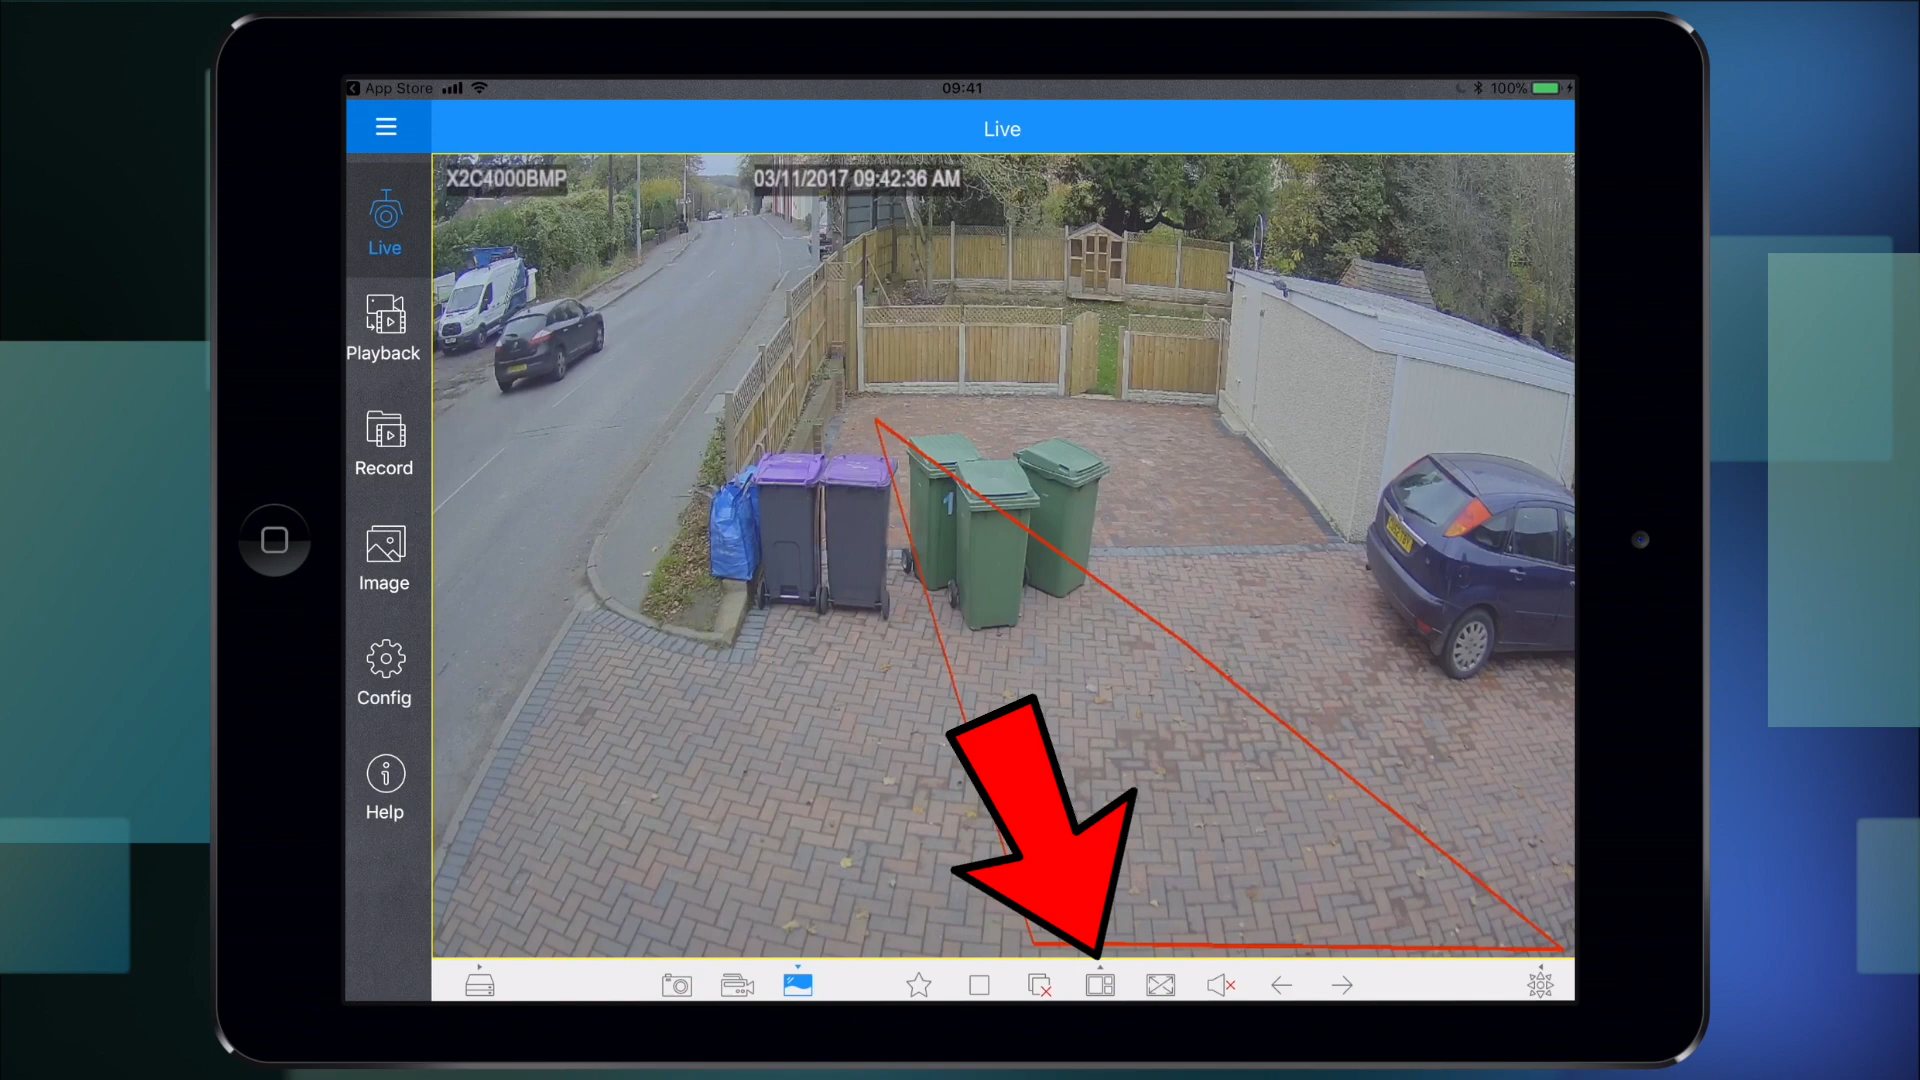 App Store
09:41
100%
Live
X2C4000BMP
03/11/2017 09:42:36 AM
Live
Playback
Record
Image
Config
Help
1